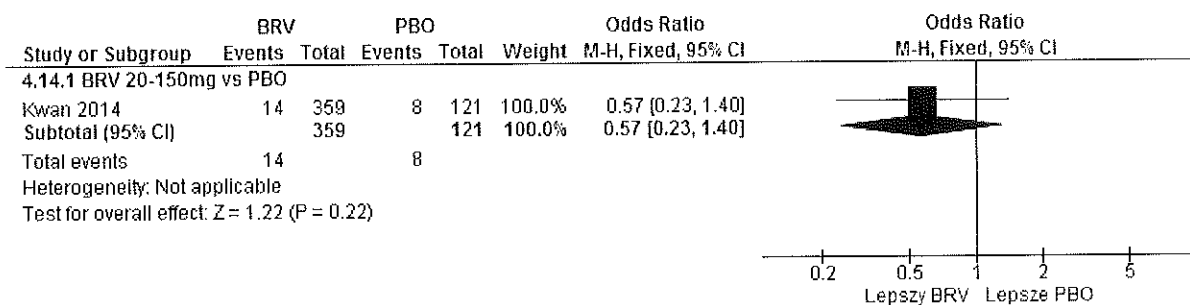 BRV PBO Odds Ratio Odds Ratio
Study or Subgroup Events Total Events Total Weight M-H, Fixed, 95% CI M-H, Fixed, 95% CI
4.14.1 BRV 20-150mg vs PBO
Kwan 2014 14 359 8 121 100.0% 0.57 [0.23, 1.40]
Subtotal (95% CI) 359 121 100.0% 0.57 [0.23, 1.40]
Total events 14 8
Heterogeneity: Not applicable
Test for overall effect: Z = 1.22 (P = 0.22)
0.2 0.5 1 2 5
Lepszy BRV Lepsze PBO